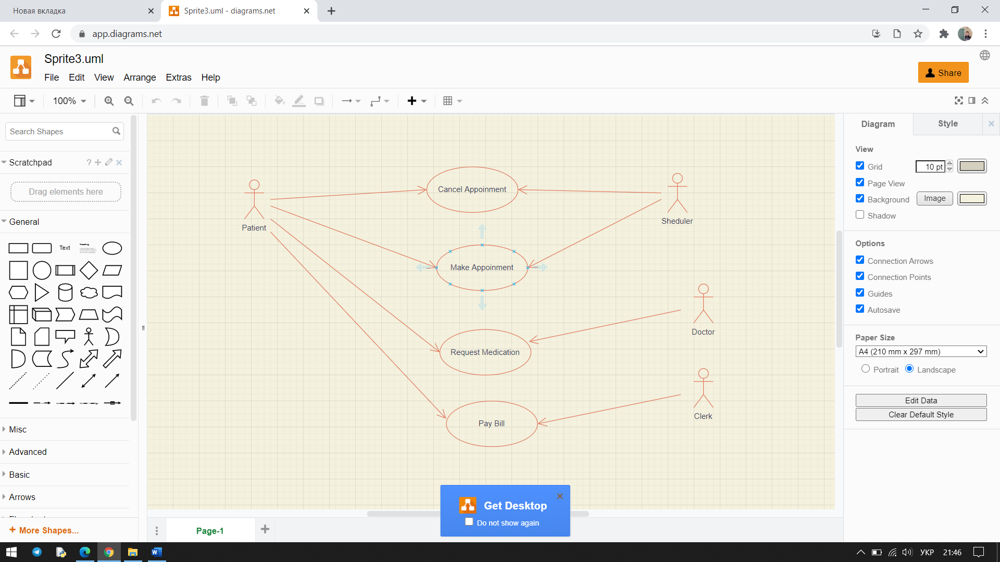 Новая вкладка
Sprite3.uml - diagrams.net
app.diagrams.net
Sprite3.uml
File Edit View Arrange Extras Help
Share
100%
Search Shapes
Scratchpad
?
Drag elements here
General
Text
Heading
Misc
Advanced
Basic
Arrows
+ More Shapes...
Patient
Cancel Appoinment
Sheduler
Make Appoinment
Doctor
Request Medication
Clerk
Pay Bill
Get Desktop
Do not show again
Page-1
Diagram
Style
View
Grid
10 pt
Page View
Background
Image
Shadow
Options
Connection Arrows
Connection Points
Guides
Autosave
Paper Size
A4 (210 mm x 297 mm)
Portrait
Landscape
Edit Data
Clear Default Style
УКР
21:46